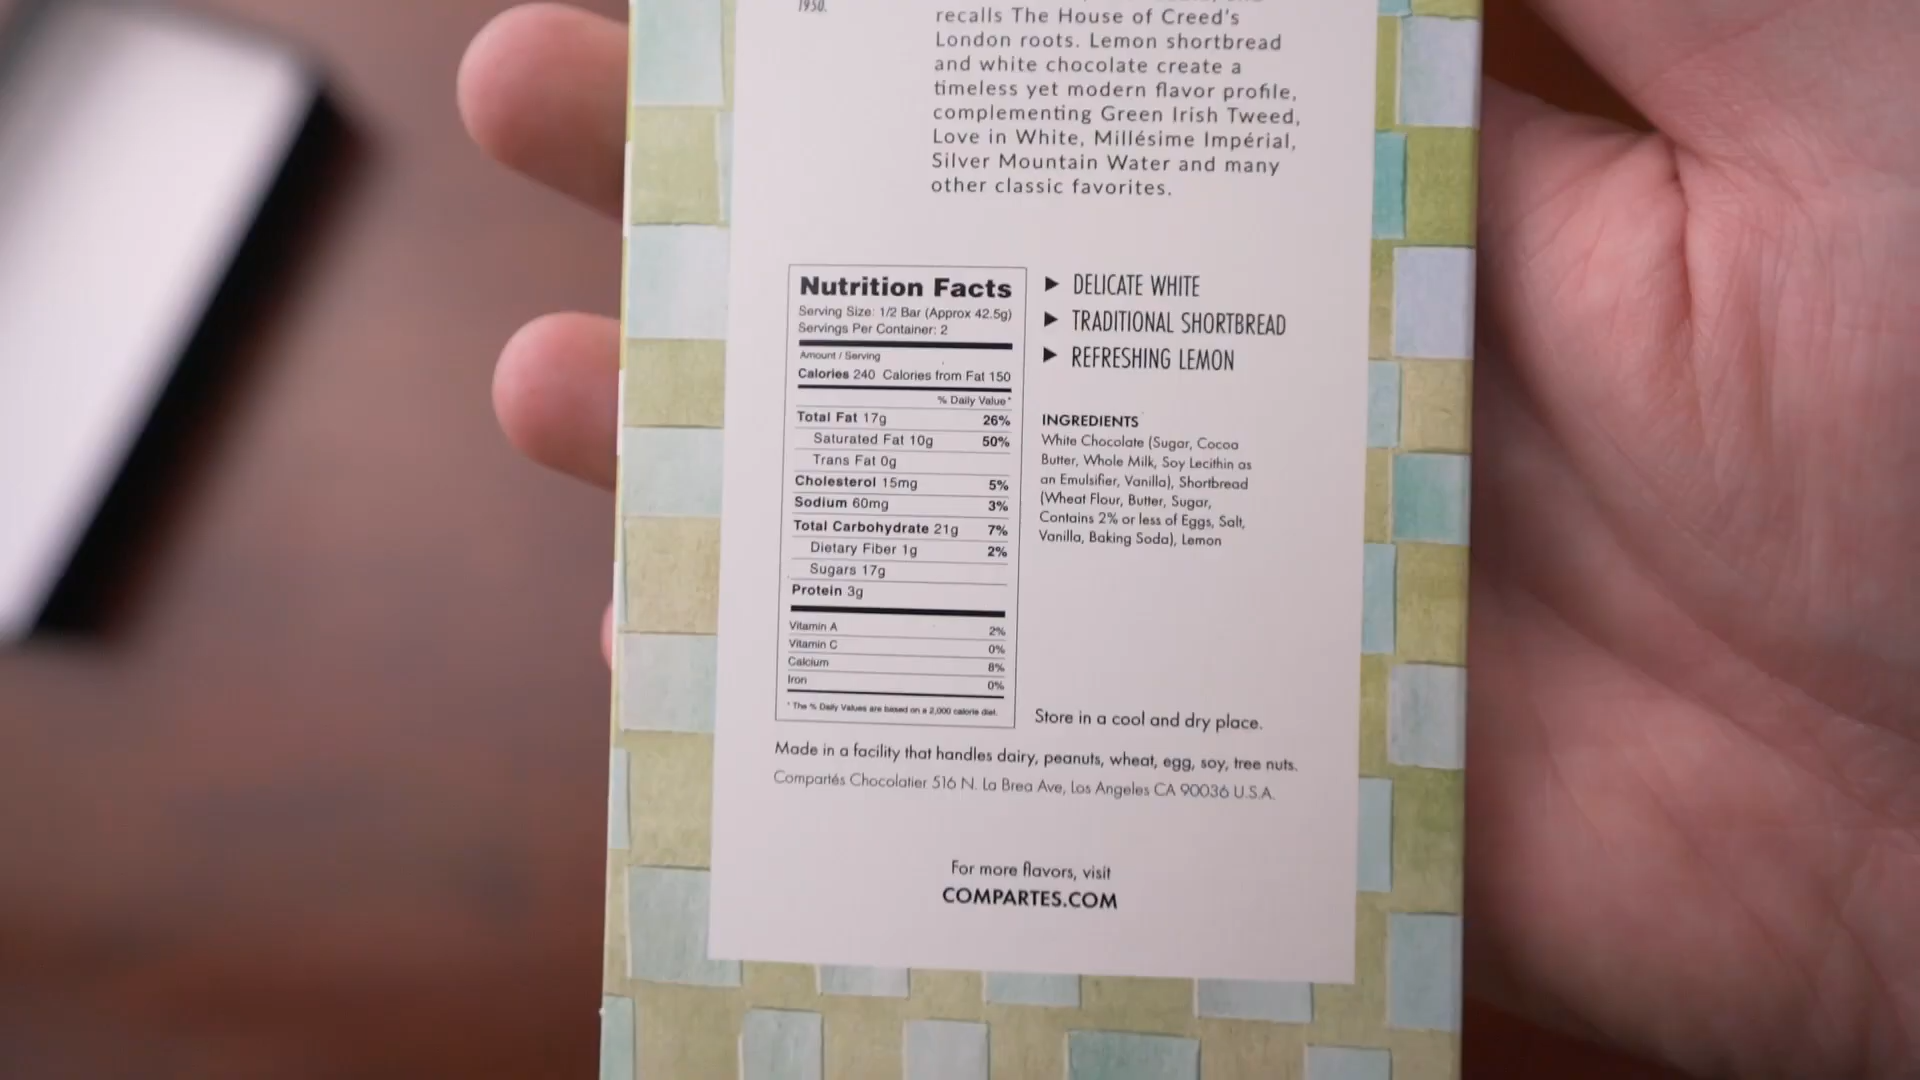 1950.
recalls The House of Creed's
London roots. Lemon shortbread
and white chocolate create a
timeless yet modern flavor profile,
complementing Green Irish Tweed,
Love in White, Millésime Impérial,
Silver Mountain Water and many
other classic favorites.
Nutrition Facts
Serving Size: 1/2 Bar (Approx 42.5g)
Servings Per Container: 2
Amount / Serving
Calories 240 Calories from Fat 150
% Daily Value*
Total Fat 17g 26%
Saturated Fat 10g 50%
Trans Fat 0g
Cholesterol 15mg 5%
Sodium 60mg 3%
Total Carbohydrate 21g 7%
Dietary Fiber 1g 2%
Sugars 17g
Protein 3g
Vitamin A 2%
Vitamin C 0%
Calcium 8%
Iron 0%
* The % Daily Values are based on a 2,000 calorie diet.
DELICATE WHITE
TRADITIONAL SHORTBREAD
REFRESHING LEMON
INGREDIENTS
White Chocolate (Sugar, Cocoa
Butter, Whole Milk, Soy Lecithin as
an Emulsifier, Vanilla), Shortbread
(Wheat Flour, Butter, Sugar,
Contains 2% or less of Eggs, Salt,
Vanilla, Baking Soda), Lemon
Store in a cool and dry place.
Made in a facility that handles dairy, peanuts, wheat, egg, soy, tree nuts.
Compartés Chocolatier 516 N. La Brea Ave, Los Angeles CA 90036 U.S.A.
For more flavors, visit
COMPARTES.COM